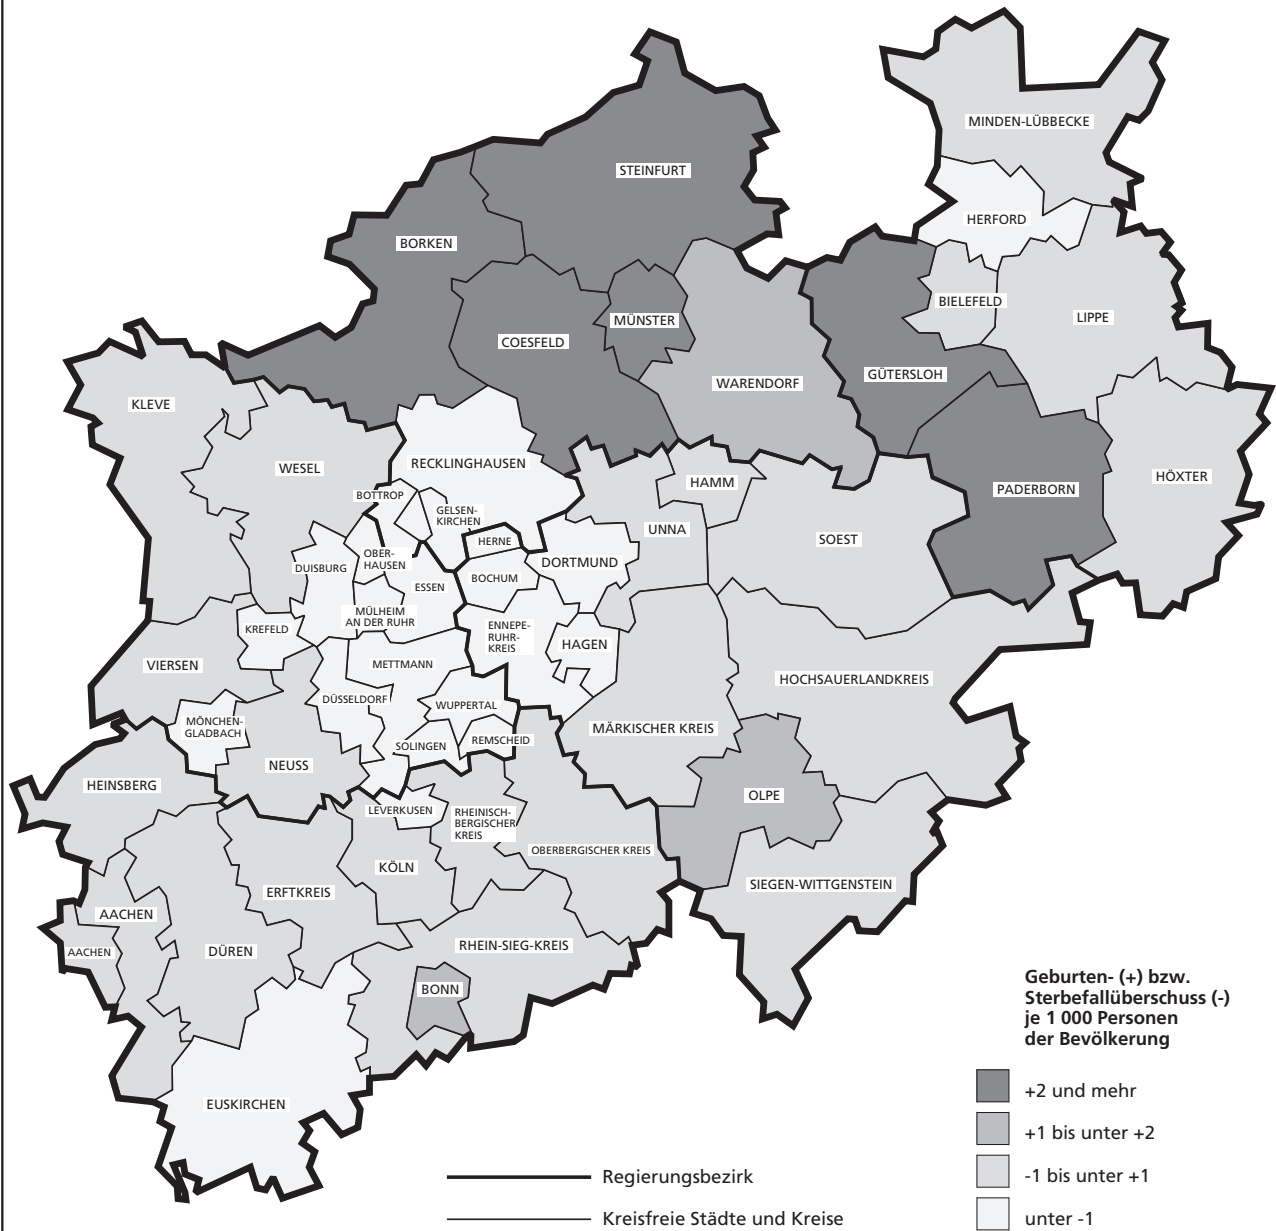 MINDEN-LÜBBECKE
STEINFURT
HERFORD
BORKEN
BIELEFELD
LIPPE
MÜNSTER
COESFELD
GÜTERSLOH
WARENDORF
KLEVE
WESEL
RECKLINGHAUSEN
HÖXTER
HAMM
PADERBORN
BOTTROP
GELSEN-
KIRCHEN
UNNA
SOEST
HERNE
OBER-
HAUSEN
DORTMUND
DUISBURG
BOCHUM
ESSEN
MÜLHEIM
AN DER RUHR
KREFELD
ENNEPE-
RUHR-
KREIS
HAGEN
VIERSEN
METTMANN
HOCHSAUERLANDKREIS
DÜSSELDORF
WUPPERTAL
MÖNCHEN-
GLADBACH
MÄRKISCHER KREIS
REMSCHEID
SOLINGEN
NEUSS
HEINSBERG
OLPE
LEVERKUSEN
RHEINISCH-
BERGISCHER
KREIS
OBERBERGISCHER KREIS
KÖLN
SIEGEN-WITTGENSTEIN
ERFTKREIS
AACHEN
AACHEN
DÜREN
RHEIN-SIEG-KREIS
BONN
EUSKIRCHEN
Geburten- (+) bzw.
Sterbefallüberschuss (-)
je 1 000 Personen
der Bevölkerung
+2 und mehr
+1 bis unter +2
-1 bis unter +1
unter -1
Regierungsbezirk
Kreisfreie Städte und Kreise